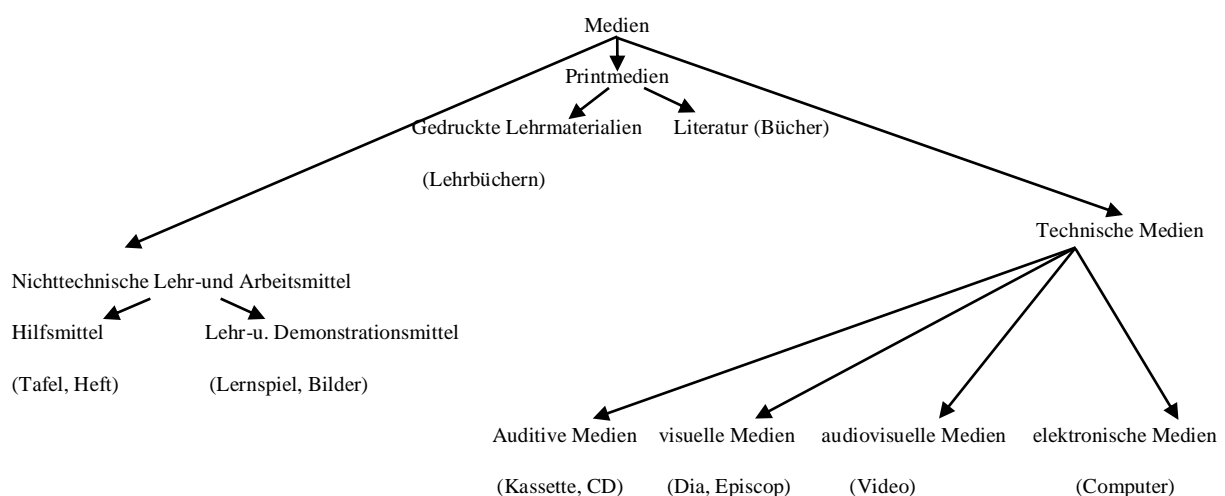 Medien
Printmedien
Gedruckte Lehrmaterialien Literatur (Bücher)
(Lehrbüchern)
Technische Medien
Nichttechnische Lehr-und Arbeitsmittel
Hilfsmittel Lehr-u. Demonstrationsmittel
(Tafel, Heft) (Lernspiel, Bilder)
Auditive Medien visuelle Medien audiovisuelle Medien elektronische Medien
(Kassette, CD) (Dia, Episcop) (Video) (Computer)